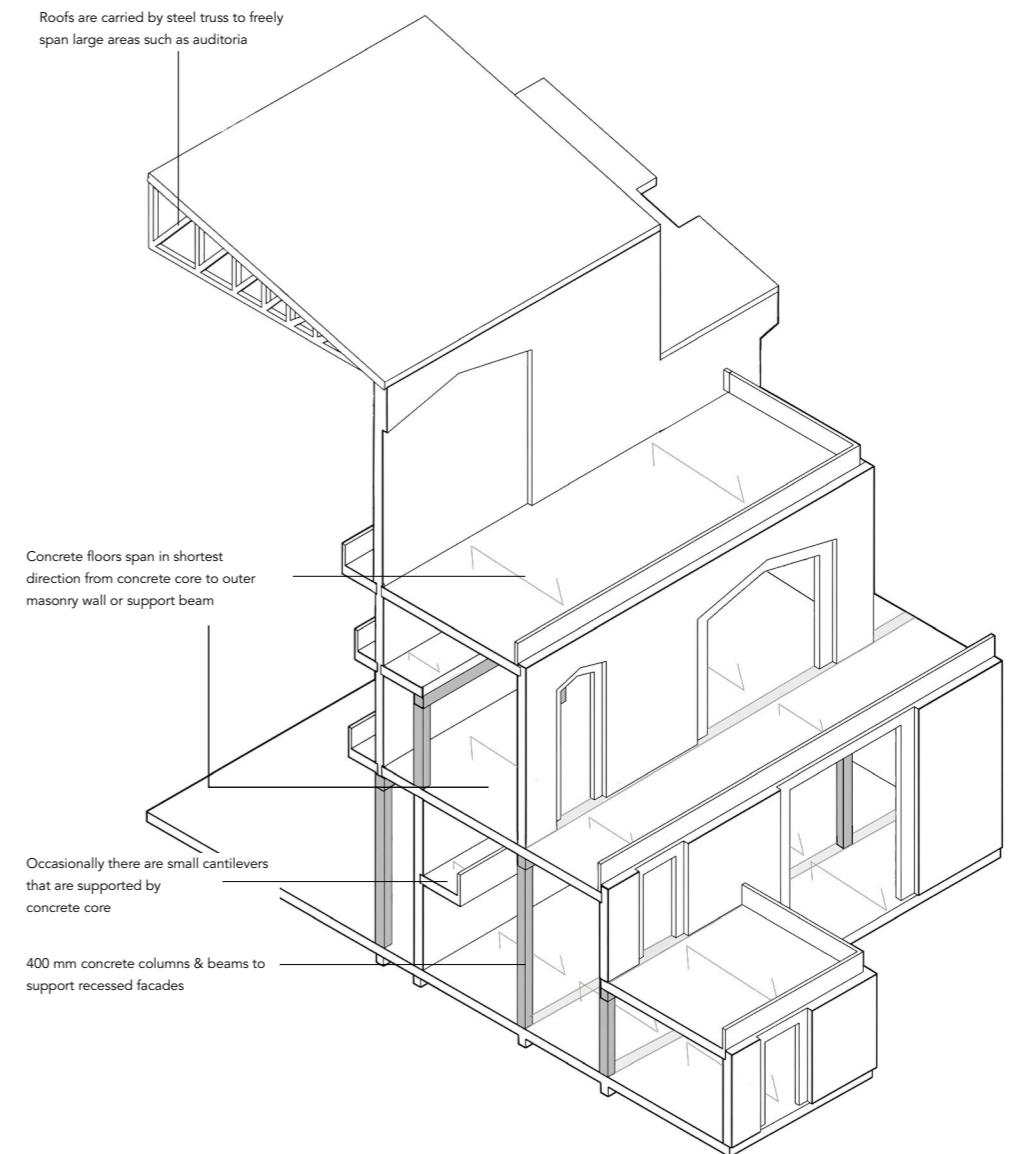 Roofs are carried by steel truss to freely
span large areas such as auditoria
Concrete floors span in shortest
direction from concrete core to outer
masonry wall or support beam
Occasionally there are small cantilevers
that are supported by
concrete core
400 mm concrete columns & beams to
support recessed facades